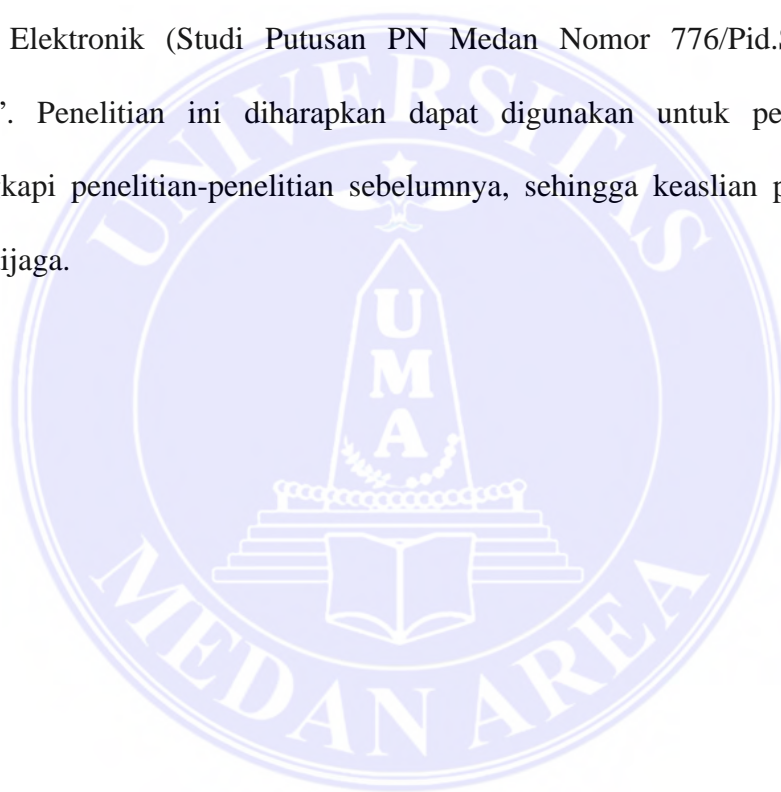 Elektronik (Studi Putusan PN Medan Nomor 776/Pid.
”. Penelitian ini diharapkan dapat digunakan untuk pe
kapi penelitian-penelitian sebelumnya, sehingga keaslian p
ijaga.
UNIVERSITAS
UMA
MEDAN AREA